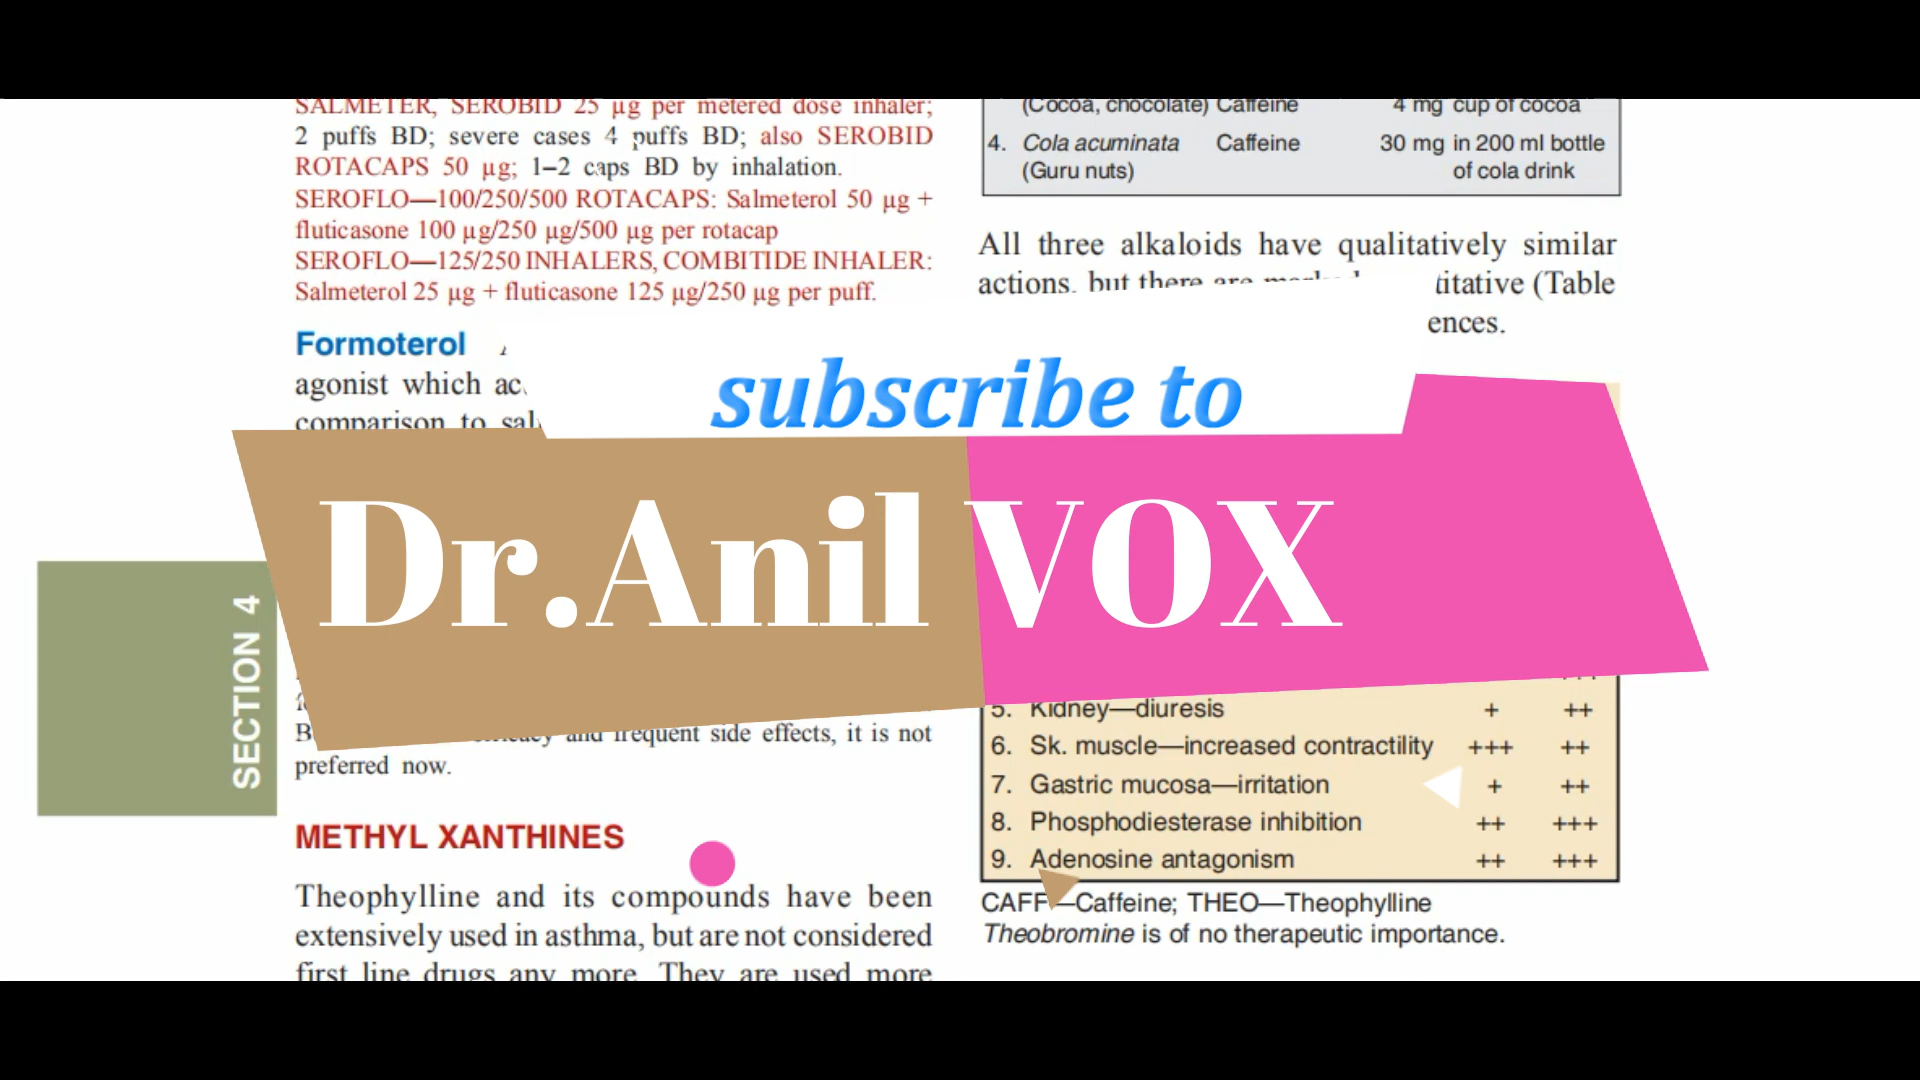 SALMETER, SEROBID 25 µg per metered dose inhaler;
2 puffs BD; severe cases 4 puffs BD; also SEROBID
ROTACAPS 50 µg; 1–2 caps BD by inhalation.
SEROFLO—100/250/500 ROTACAPS: Salmeterol 50 µg +
fluticasone 100 µg/250 µg/500 µg per rotacap
SEROFLO—125/250 INHALERS, COMBITIDE INHALER:
Salmeterol 25 µg + fluticasone 125 µg/250 µg per puff.
Formoterol
agonist which
comparison to
subscribe to
Dr.Anil VOX
SECTION 4
and frequent side effects, it is not
preferred now.
METHYL XANTHINES
Theophylline and its compounds have been
extensively used in asthma, but are not considered
first line drugs any more. They are used more
(Cocoa, chocolate) Caffeine 4 mg cup of cocoa
4. Cola acuminata Caffeine 30 mg in 200 ml bottle
(Guru nuts) of cola drink
All three alkaloids have qualitatively similar
actions, but there are (Table
5. Kidney—diuresis + ++
6. Sk. muscle—increased contractility +++ ++
7. Gastric mucosa—irritation + ++
8. Phosphodiesterase inhibition ++ +++
9. Adenosine antagonism ++ +++
CAFF—Caffeine; THEO—Theophylline
Theobromine is of no therapeutic importance.